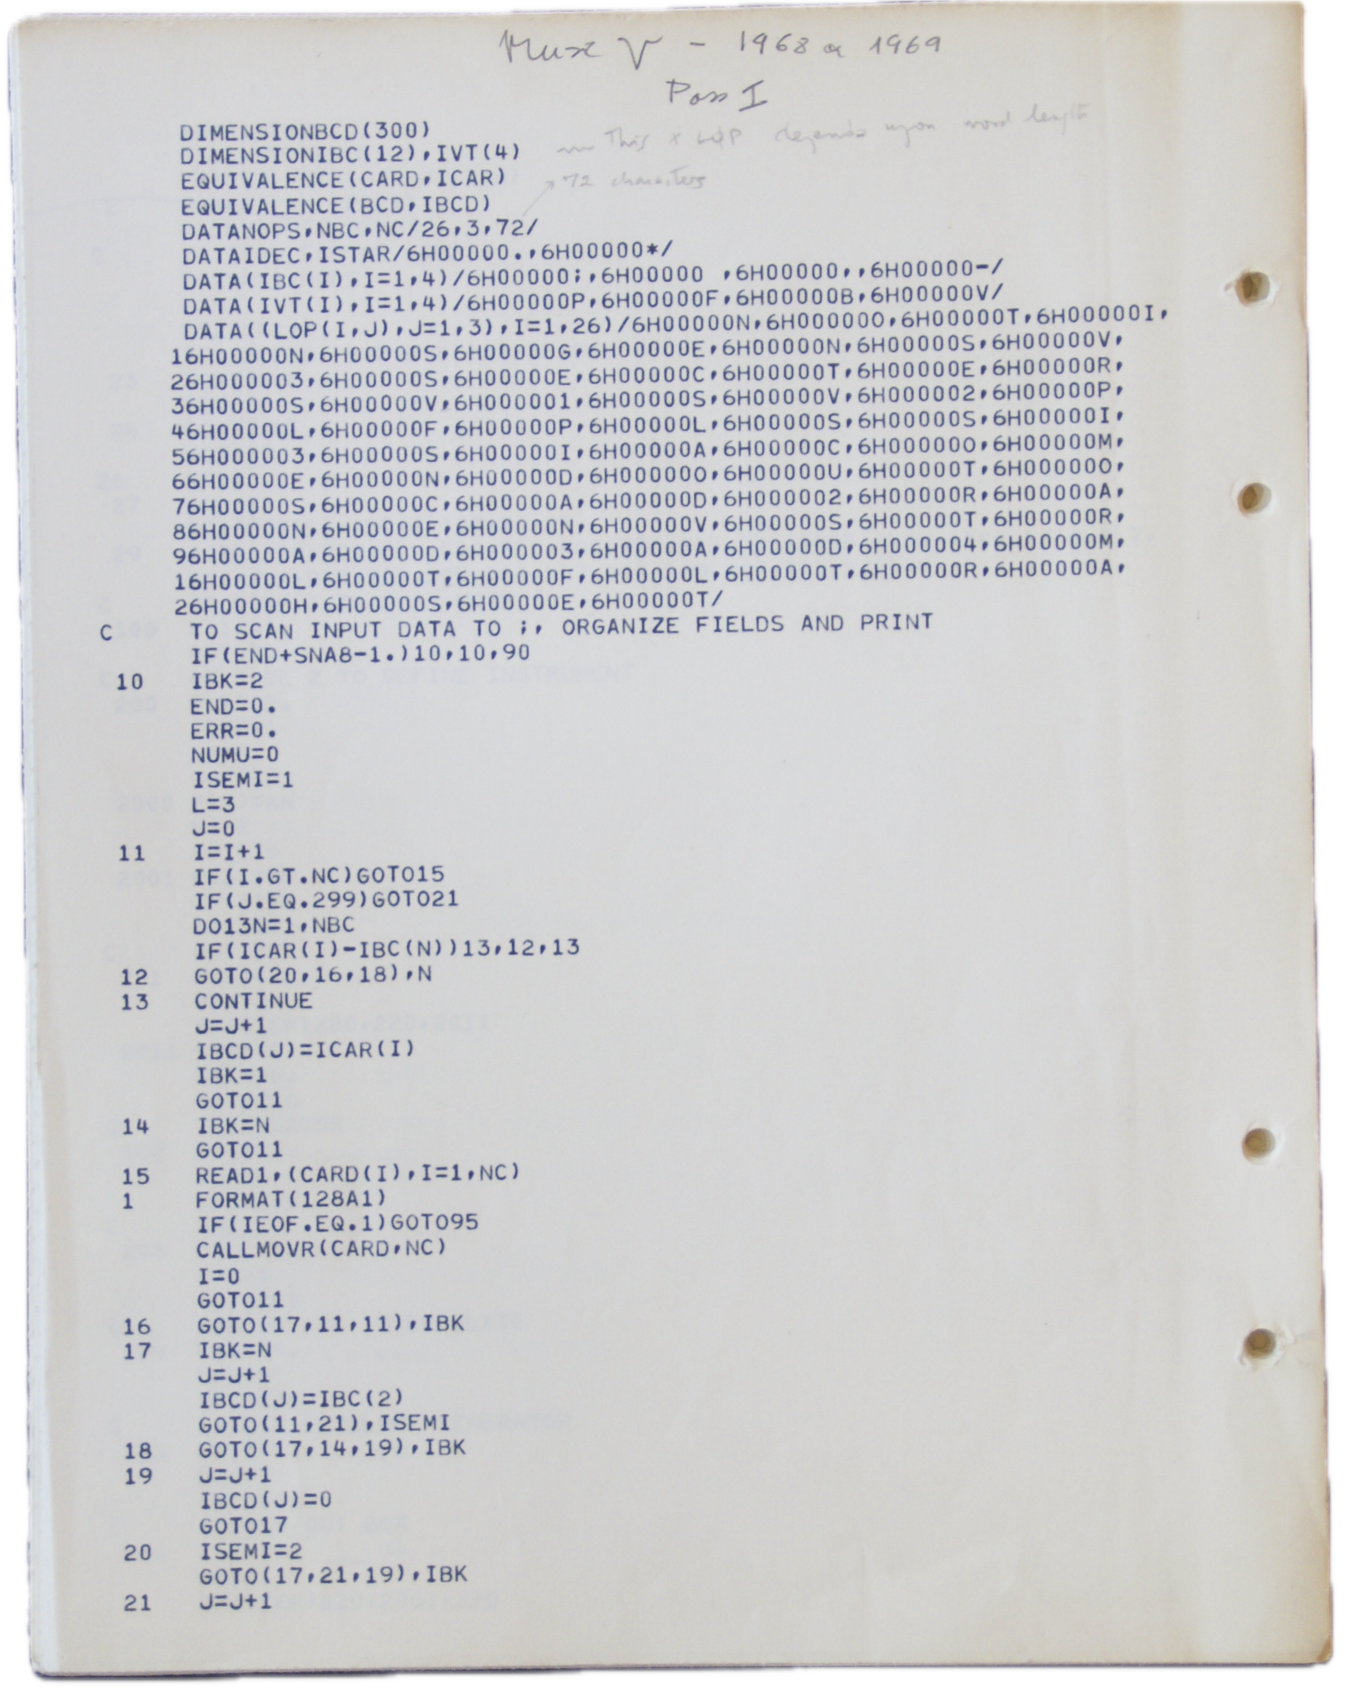 Music V - 1968 or 1969
Pass I
DIMENSIONBCD(300)
DIMENSIONIBC(12),IVT(4)
This & LOP depends upon word length
EQUIVALENCE(CARD,ICAR)
72 characters
EQUIVALENCE(BCD,IBCD)
DATANOPS,NBC,NC/26,3,72/
DATAIDEC,ISTAR/6H00000.,6H00000*/
DATA(IBC(I),I=1,4)/6H00000;,6H00000 ,6H00000,,6H00000-/
DATA(IVT(I),I=1,4)/6H00000P,6H00000F,6H00000B,6H00000V/
DATA((LOP(I,J),J=1,3),I=1,26)/6H00000N,6H00000O,6H00000T,6H00000I,
16H00000N,6H00000S,6H00000G,6H00000E,6H00000N,6H00000S,6H00000V,
26H000003,6H00000S,6H00000E,6H00000C,6H00000T,6H00000E,6H00000R,
36H00000S,6H00000V,6H000001,6H00000S,6H00000V,6H000002,6H00000P,
46H00000L,6H00000F,6H00000P,6H00000L,6H00000S,6H00000S,6H00000I,
56H000003,6H00000S,6H00000I,6H00000A,6H00000C,6H00000O,6H00000M,
66H00000E,6H00000N,6H00000D,6H00000O,6H00000U,6H00000T,6H00000O,
76H00000S,6H00000C,6H00000A,6H00000D,6H000002,6H00000R,6H00000A,
86H00000N,6H00000E,6H00000N,6H00000V,6H00000S,6H00000T,6H00000R,
96H00000A,6H00000D,6H000003,6H00000A,6H00000D,6H000004,6H00000M,
16H00000L,6H00000T,6H00000F,6H00000L,6H00000T,6H00000R,6H00000A,
26H00000H,6H00000S,6H00000E,6H00000T/
C TO SCAN INPUT DATA TO ;, ORGANIZE FIELDS AND PRINT
IF(END+SNA8-1.)10,10,90
10 IBK=2
END=0.
ERR=0.
NUMU=0
ISEMI=1
L=3
J=0
11 I=I+1
IF(I.GT.NC)GOTO15
IF(J.EQ.299)GOTO21
DO13N=1,NBC
IF(ICAR(I)-IBC(N))13,12,13
12 GOTO(20,16,18),N
13 CONTINUE
J=J+1
IBCD(J)=ICAR(I)
IBK=1
GOTO11
14 IBK=N
GOTO11
15 READ1,(CARD(I),I=1,NC)
1 FORMAT(128A1)
IF(IEOF.EQ.1)GOTO95
CALLMOVR(CARD,NC)
I=0
GOTO11
16 GOTO(17,11,11),IBK
17 IBK=N
J=J+1
IBCD(J)=IBC(2)
GOTO(11,21),ISEMI
18 GOTO(17,14,19),IBK
19 J=J+1
IBCD(J)=0
GOTO17
20 ISEMI=2
GOTO(17,21,19),IBK
21 J=J+1